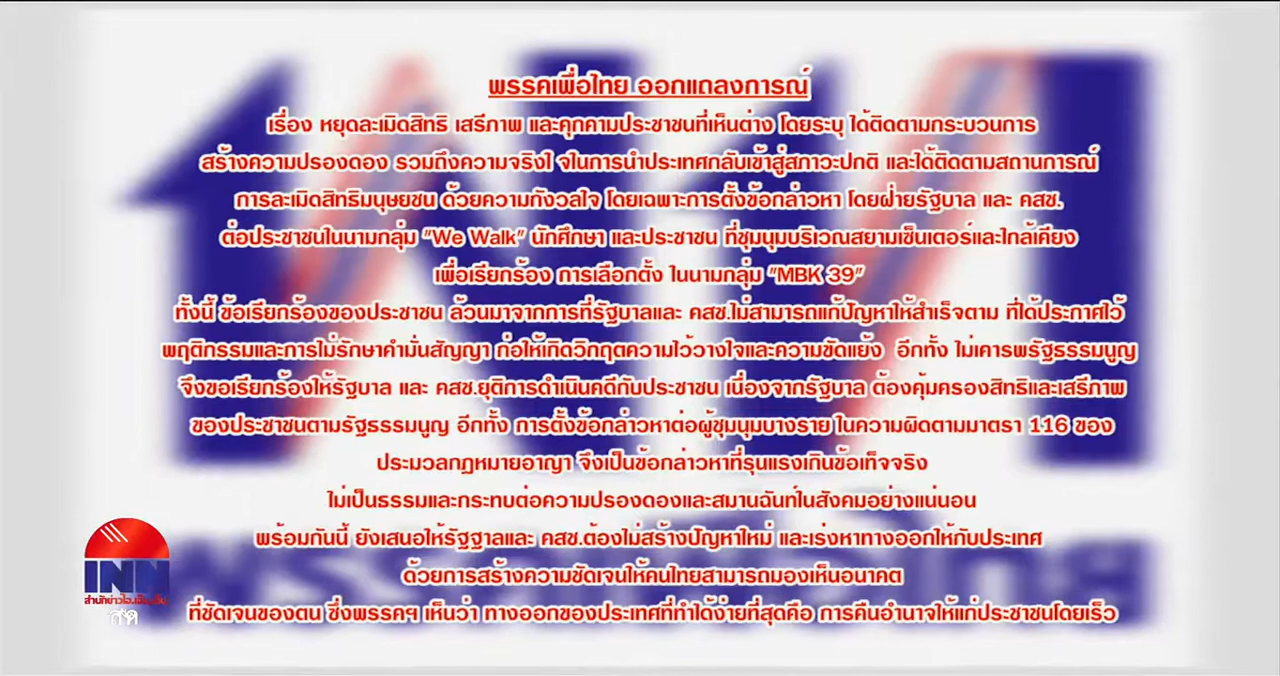 พรรคเพื่อไทย ออกแถลงการณ์
เรื่อง หยุดละเมิดสิทธิ เสรีภาพ และคุกคามประชาชนที่เห็นต่าง โดยระบุ ได้ติดตามกระบวนการ
สร้างความปรองดอง รวมถึงความจริงใ จในการนำประเทศกลับเข้าสู่สภาวะปกติ และได้ติดตามสถานการณ์
การละเมิดสิทธิมนุษยชน ด้วยความกังวลใจ โดยเฉพาะการตั้งข้อกล่าวหา โดยฝ่ายรัฐบาล และ คสช.
ต่อประชาชนในนามกลุ่ม "We Walk" นักศึกษา และประชาชน ที่ชุมนุมบริเวณสยามเซ็นเตอร์และใกล้เคียง
เพื่อเรียกร้อง การเลือกตั้ง ในนามกลุ่ม "MBK 39"
ทั้งนี้ ข้อเรียกร้องของประชาชน ล้วนมาจากการที่รัฐบาลและ คสช.ไม่สามารถแก้ปัญหาให้สำเร็จตาม ที่ได้ประกาศไว้
พฤติกรรมและการไม่รักษาคำมั่นสัญญา ก่อให้เกิดวิกฤตความไว้วางใจและความขัดแย้ง อีกทั้ง ไม่เคารพรัฐธรรมนูญ
จึงขอเรียกร้องให้รัฐบาล และ คสช.ยุติการดำเนินคดีกับประชาชน เนื่องจากรัฐบาล ต้องคุ้มครองสิทธิและเสรีภาพ
ของประชาชนตามรัฐธรรมนูญ อีกทั้ง การตั้งข้อกล่าวหาต่อผู้ชุมนุมบางราย ในความผิดตามมาตรา 116 ของ
ประมวลกฎหมายอาญา จึงเป็นข้อกล่าวหาที่รุนแรงเกินข้อเท็จจริง
ไม่เป็นธรรมและกระทบต่อความปรองดองและสมานฉันท์ในสังคมอย่างแน่นอน
พร้อมกันนี้ ยังเสนอให้รัฐฐาลและ คสช.ต้องไม่สร้างปัญหาใหม่ และเร่งหาทางออกให้กับประเทศ
ด้วยการสร้างความชัดเจนให้คนไทยสามารถมองเห็นอนาคต
ที่ชัดเจนของตน ซึ่งพรรคฯ เห็นว่า ทางออกของประเทศที่ทำได้ง่ายที่สุดคือ การคืนอำนาจให้แก่ประชาชนโดยเร็ว
INN
สำนักข่าวไอ.เอ็น.เอ็น
สด